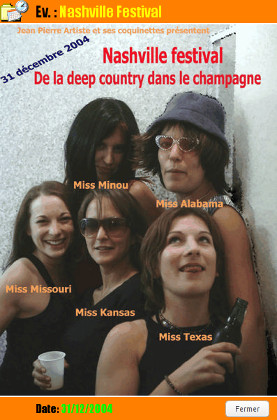 Ev. : Nashville Festival
Jean Pierre Artiste et ses coquinettes présentent
31 décembre 2004
Nashville festival
De la deep country dans le champagne
Miss Minou
Miss Alabama
Miss Missouri
Miss Kansas
Miss Texas
Date: 31/12/2004
Fermer